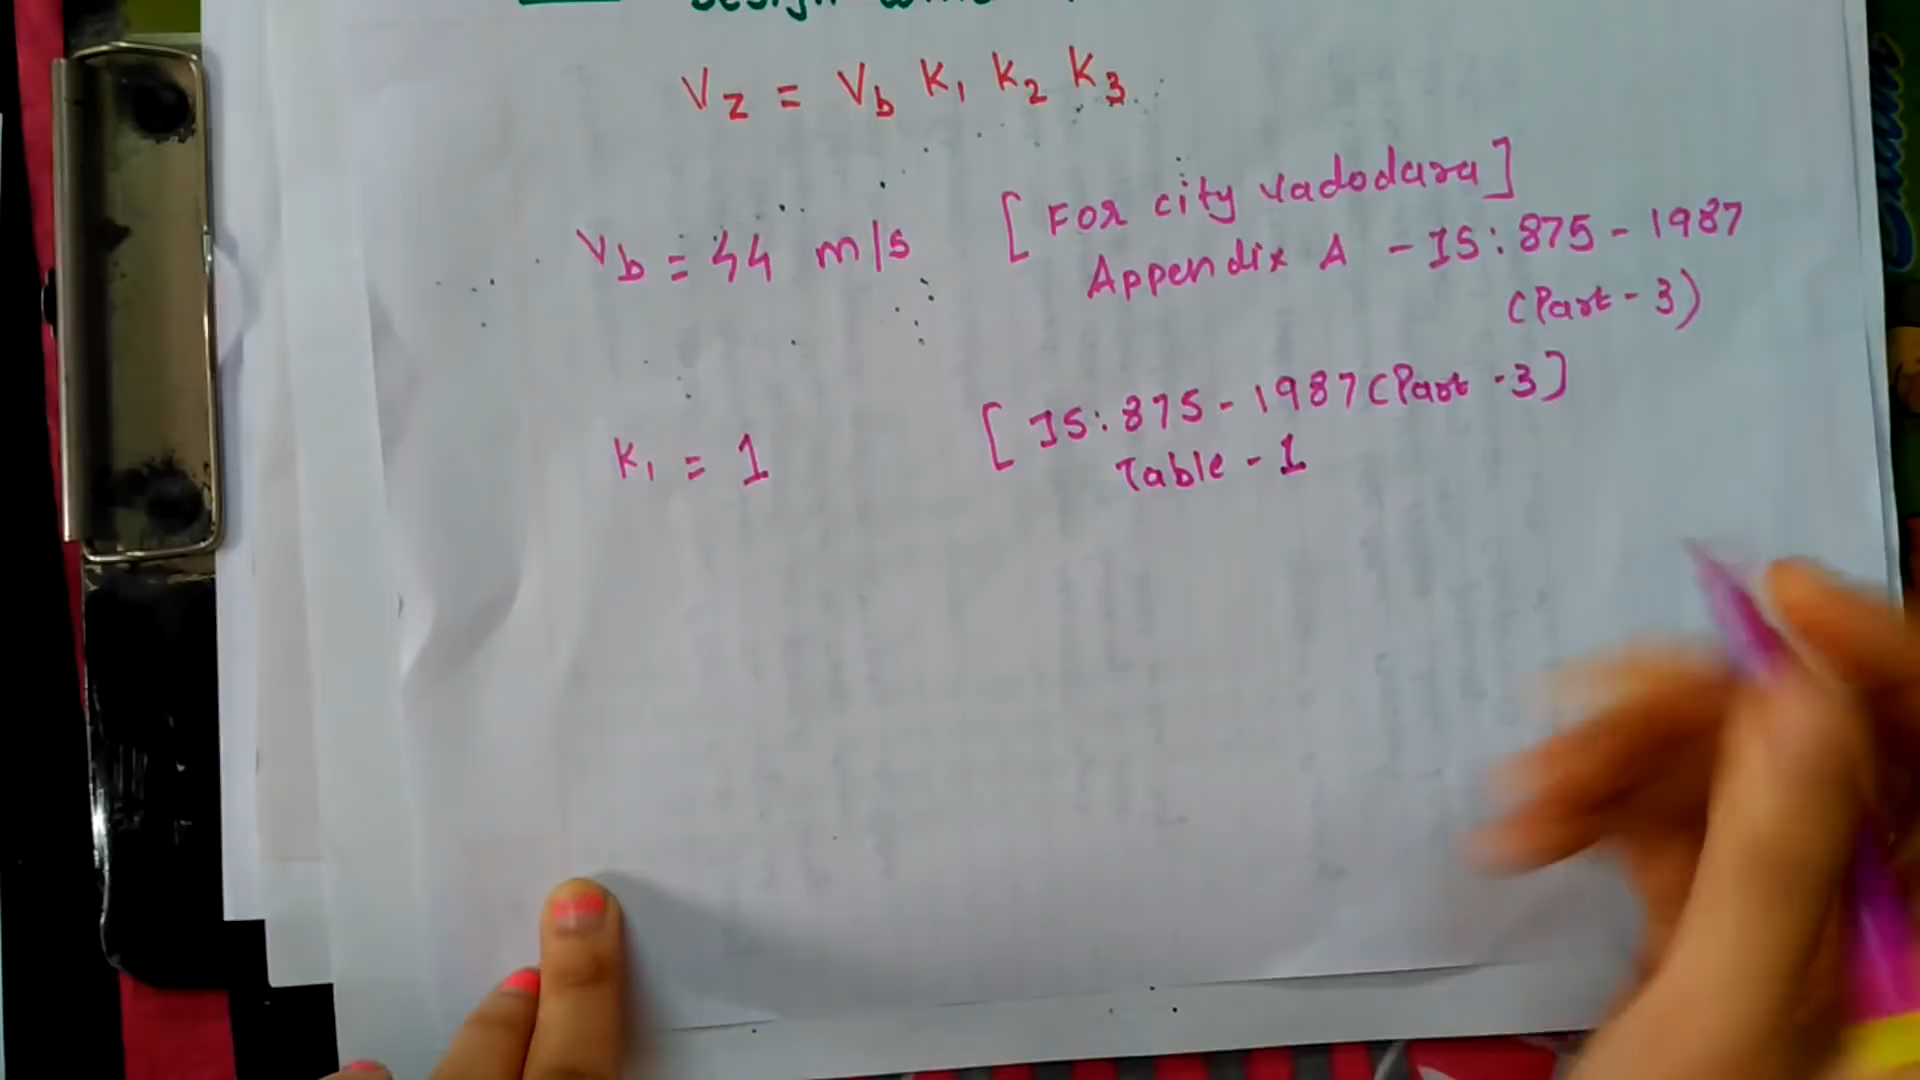 Design
Vz = Vb K1 K2 K3
Vb = 44 m/s [For city Vadodara]
Appendix A - IS: 875 - 1987
(Part - 3)
K1 = 1 [IS: 875 - 1987 (Part - 3]
Table - 1